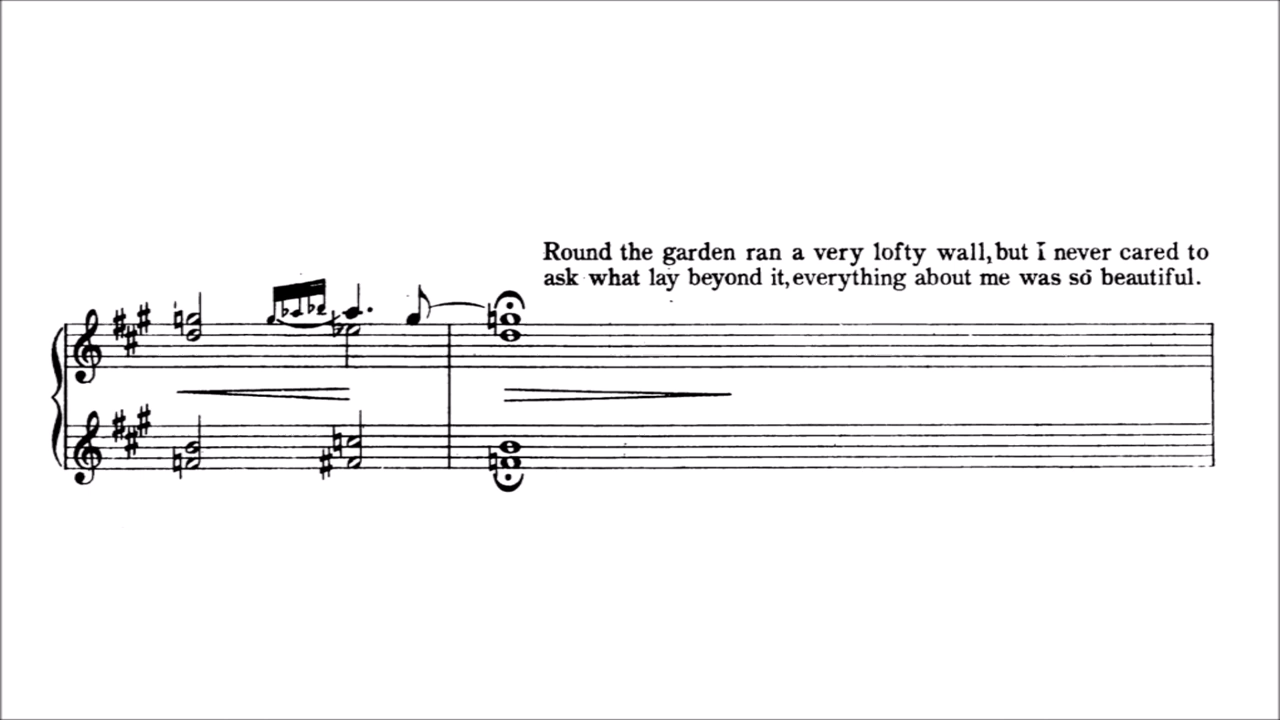 Round the garden ran a very lofty wall, but I never cared to
ask what lay beyond it, everything about me was so beautiful.